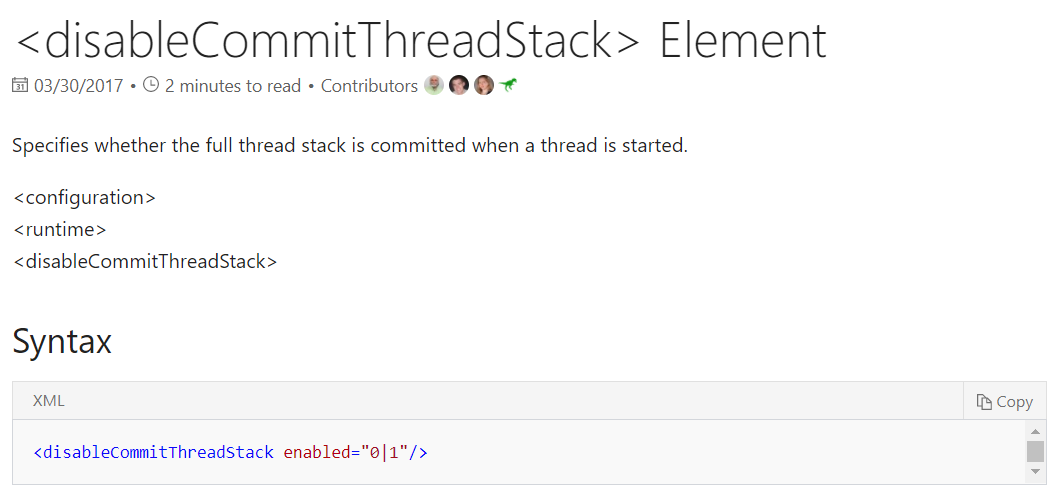 <disableCommitThreadStack> Element
31 03/30/2017 • 2 minutes to read • Contributors
Specifies whether the full thread stack is committed when a thread is started.
<configuration>
<runtime>
<disableCommitThreadStack>
Syntax
XML Copy
<disableCommitThreadStack enabled="0|1"/>